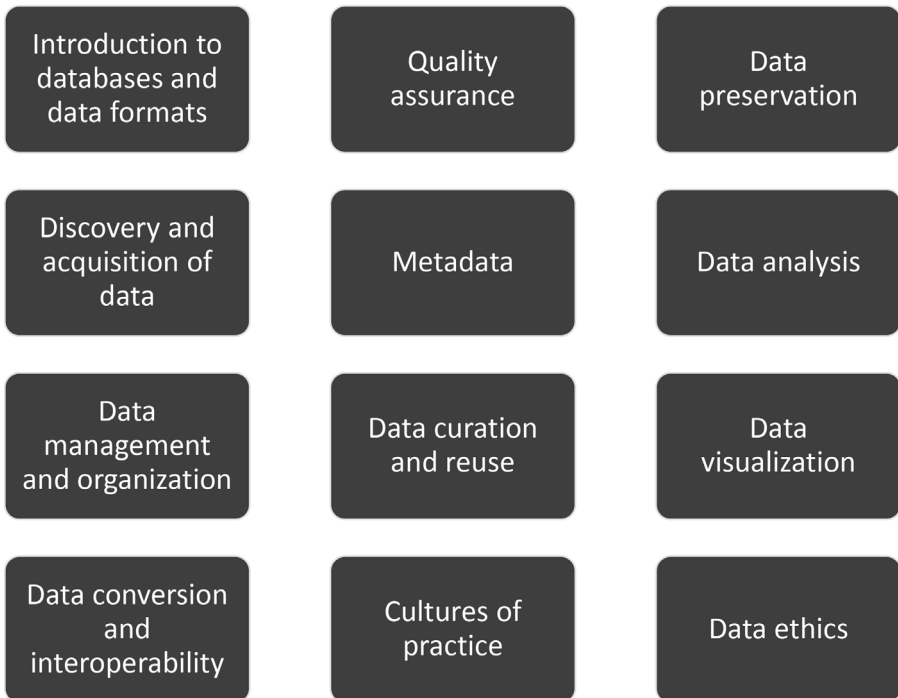 Introduction to
databases and
data formats
Quality
assurance
Data
preservation
Discovery and
acquisition of
data
Metadata
Data analysis
Data
management
and organization
Data curation
and reuse
Data
visualization
Data conversion
and
interoperability
Cultures of
practice
Data ethics